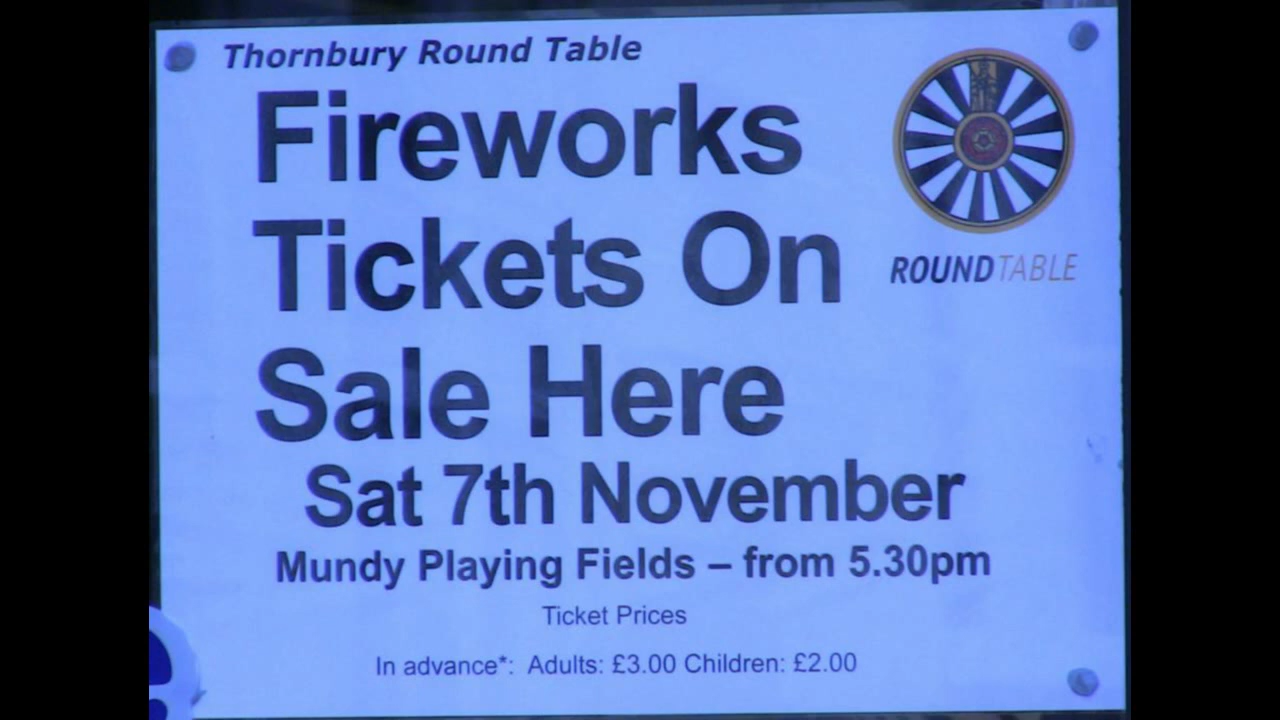 Thornbury Round Table
Fireworks
Tickets On
Sale Here
ROUNDTABLE
Sat 7th November
Mundy Playing Fields – from 5.30pm
Ticket Prices
In advance*: Adults: £3.00 Children: £2.00